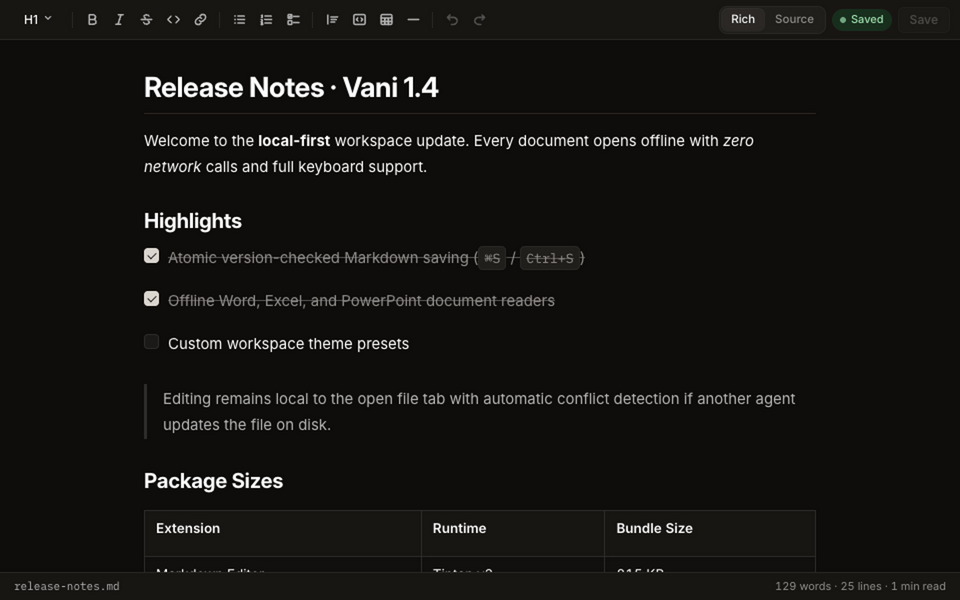 H1 B I S Rich Source Saved Save
Release Notes · Vani 1.4
Welcome to the local-first workspace update. Every document opens offline with zero
network calls and full keyboard support.
Highlights
Atomic version-checked Markdown saving (⌘S / Ctrl+S)
Offline Word, Excel, and PowerPoint document readers
Custom workspace theme presets
Editing remains local to the open file tab with automatic conflict detection if another agent
updates the file on disk.
Package Sizes
Extension Runtime Bundle Size
release-notes.md 129 words · 25 lines · 1 min read